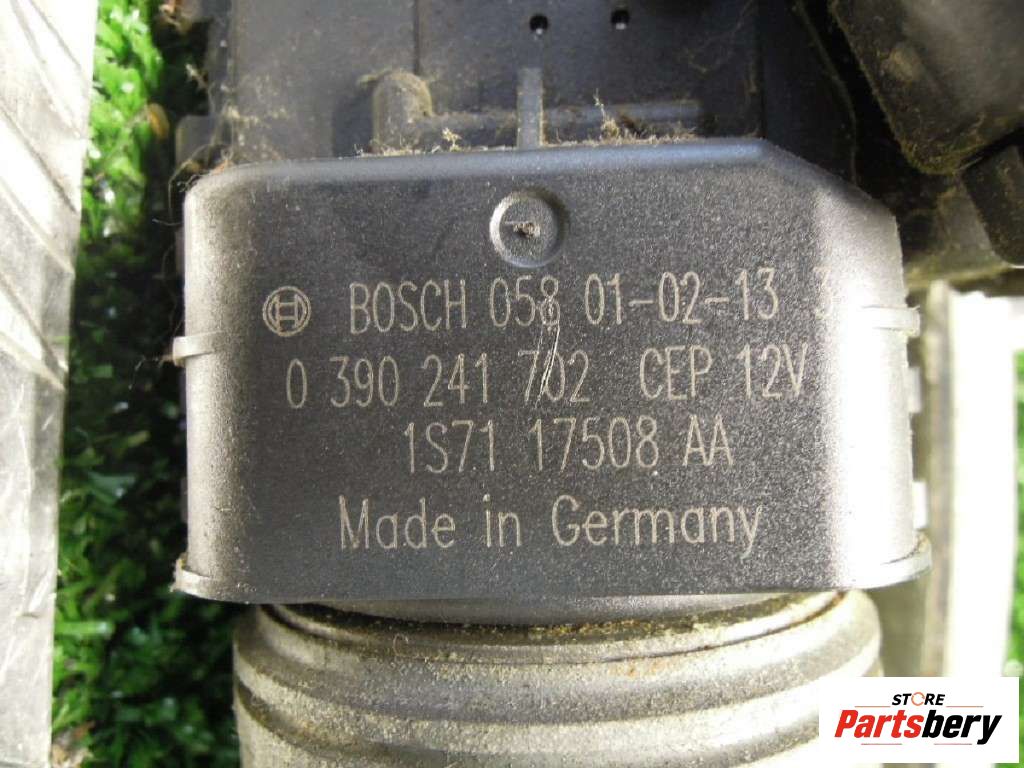 BOSCH 058 01-02-13 3
0 390 241 702 CEP 12V
1S71 17508 AA
Made in Germany
STORE
Partsbery